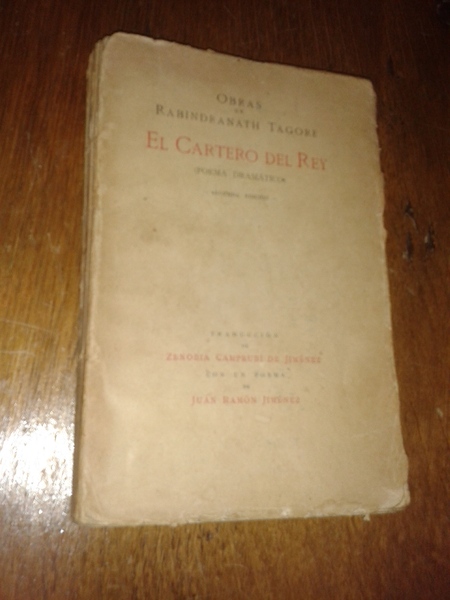 OBRAS
DE
RABINDRANATH TAGORE
EL CARTERO DEL REY
(POEMA DRAMÁTICO)
TRADUCCIÓN
DE
ZENOBIA CAMPRUBÍ DE JIMÉNEZ
CON UN POEMA
DE
JUAN RAMÓN JIMÉNEZ